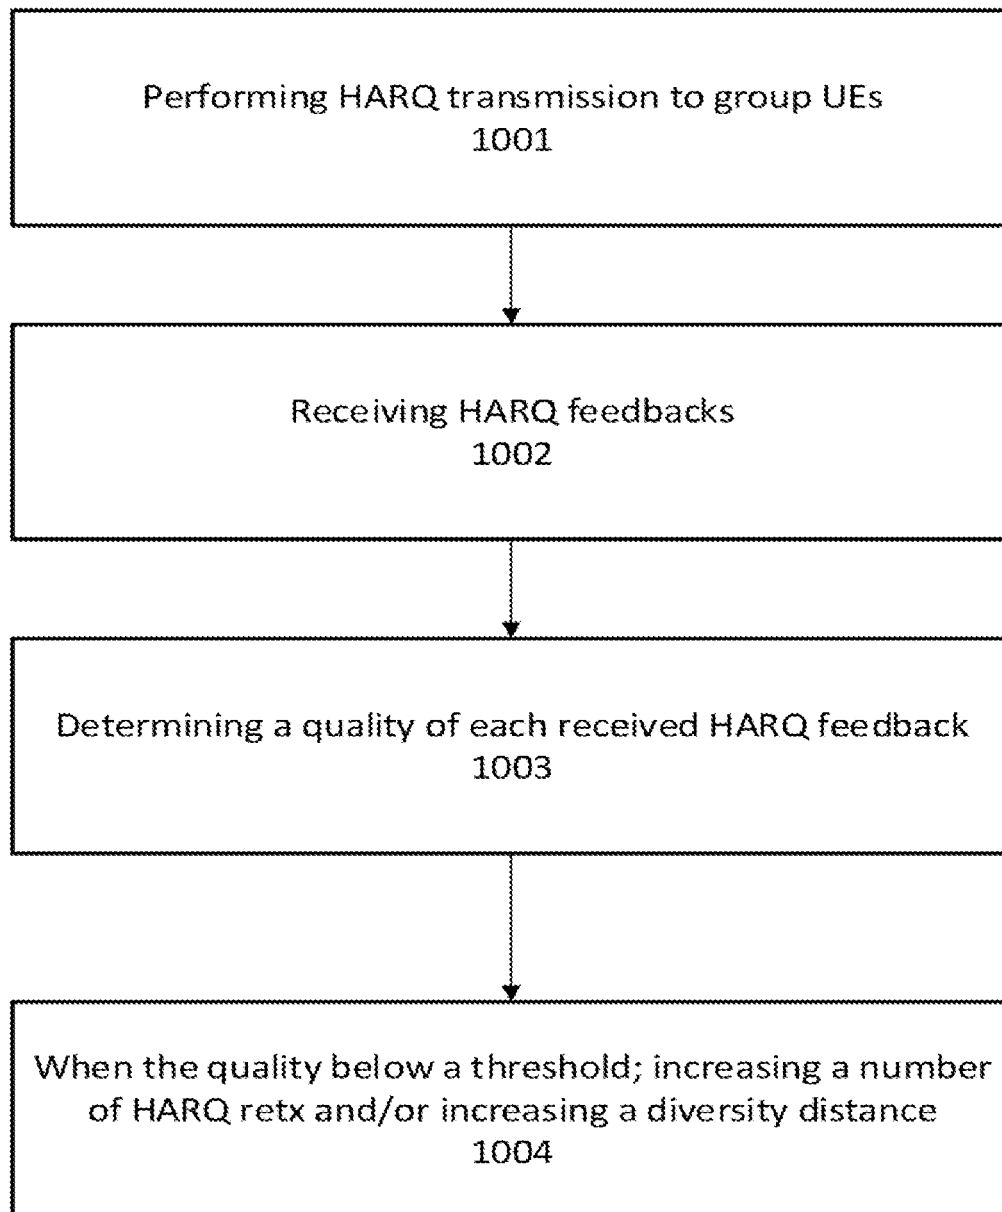 Performing HARQ transmission to group UEs
1001
Receiving HARQ feedbacks
1002
Determining a quality of each received HARQ feedback
1003
When the quality below a threshold; increasing a number
of HARQ retx and/or increasing a diversity distance
1004